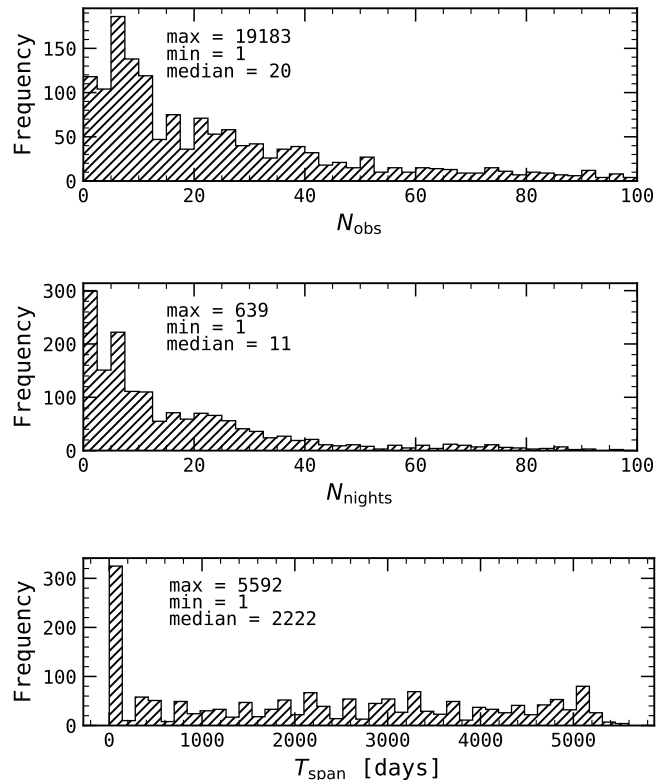 Frequency
150
100
50
0
max = 19183
min = 1
median = 20
0 20 40 60 80 100
N_obs
Frequency
300
200
100
0
max = 639
min = 1
median = 11
0 20 40 60 80 100
N_nights
Frequency
300
200
100
0
max = 5592
min = 1
median = 2222
0 1000 2000 3000 4000 5000
T_span [days]